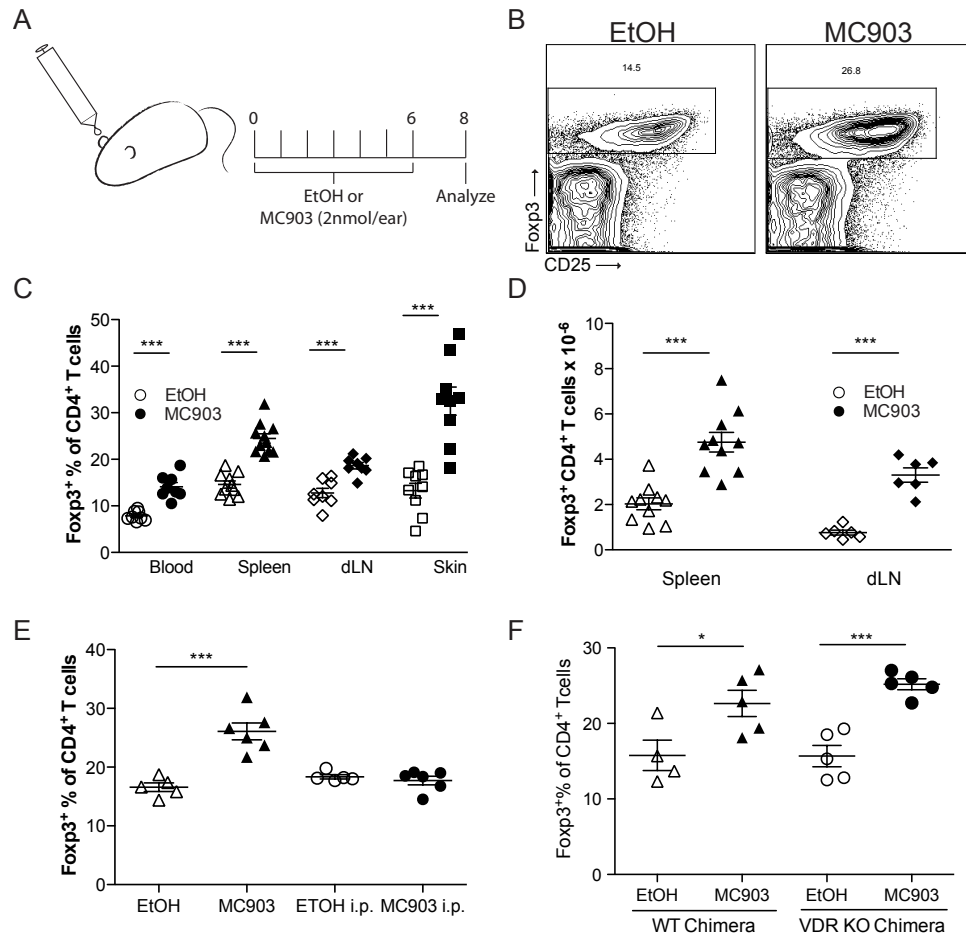 A
0 6 8
EtOH or
MC903 (2nmol/ear)
Analyze
B
EtOH MC903
14.5 26.8
Foxp3
CD25
C
Foxp3+ % of CD4+ T cells
50
40
30
20
10
0
*** *** *** ***
EtOH
MC903
Blood Spleen dLN Skin
D
Foxp3+ CD4+ T cells x 10-6
10
8
6
4
2
0
*** ***
EtOH
MC903
Spleen dLN
E
Foxp3+ % of CD4+ T cells
40
30
20
10
0
***
EtOH MC903 ETOH i.p. MC903 i.p.
F
Foxp3+% of CD4+ Tcells
30
20
10
0
* ***
EtOH MC903 EtOH MC903
WT Chimera VDR KO Chimera